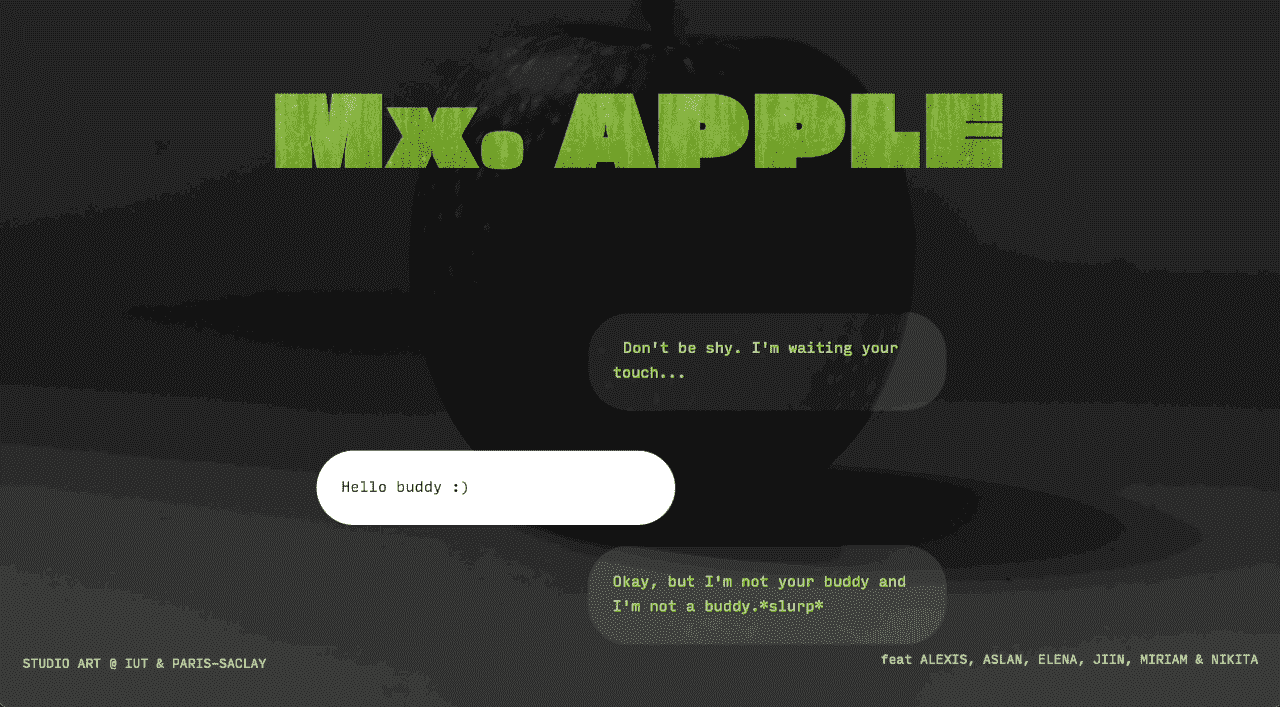 Mx. APPLE
Don't be shy. I'm waiting your
touch...
Hello buddy :)
Okay, but I'm not your buddy and
I'm not a buddy.*slurp*
STUDIO ART @ IUT & PARIS-SACLAY
feat ALEXIS, ASLAN, ELENA, JIIN, MIRIAM & NIKITA